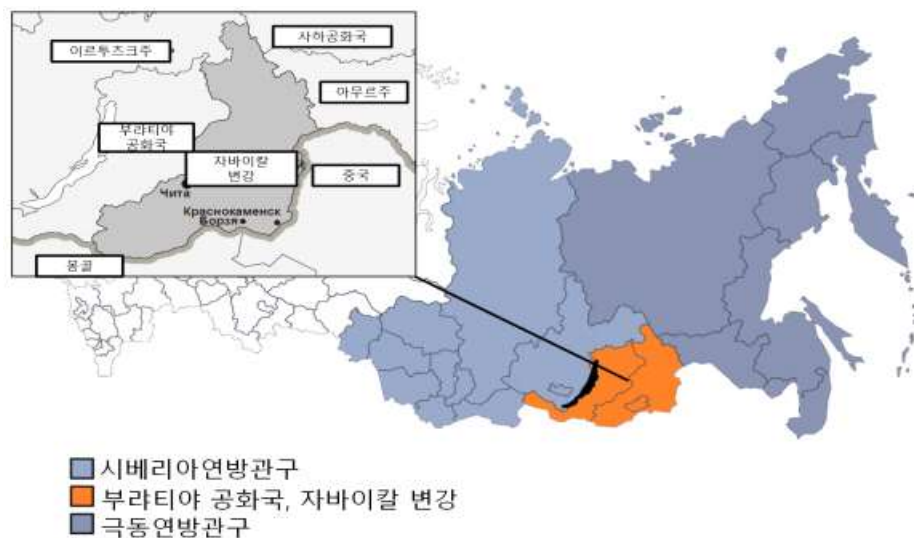 이르투츠크주
사하공화국
아무르주
부랴티야
공화국
자바이칼
변강
중국
Чита
Краснокаменск
Борзя
몽골
시베리아연방관구
부랴티야 공화국, 자바이칼 변강
극동연방관구